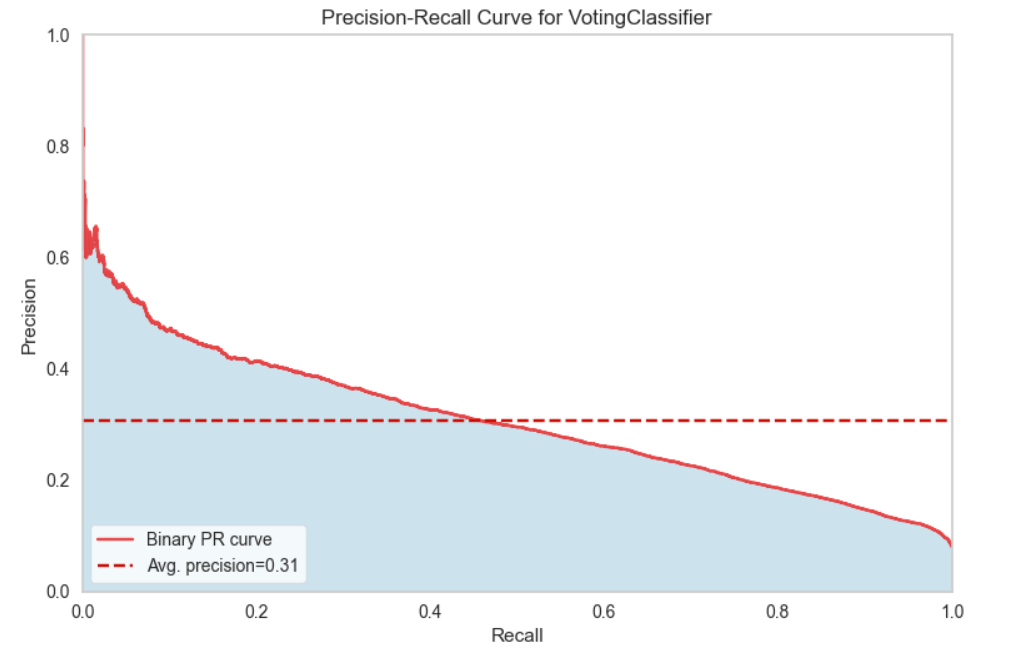 Precision-Recall Curve for VotingClassifier
1.0
0.8
0.6
0.4
0.2
0.0
Precision
Binary PR curve
Avg. precision=0.31
0.0 0.2 0.4 0.6 0.8 1.0
Recall